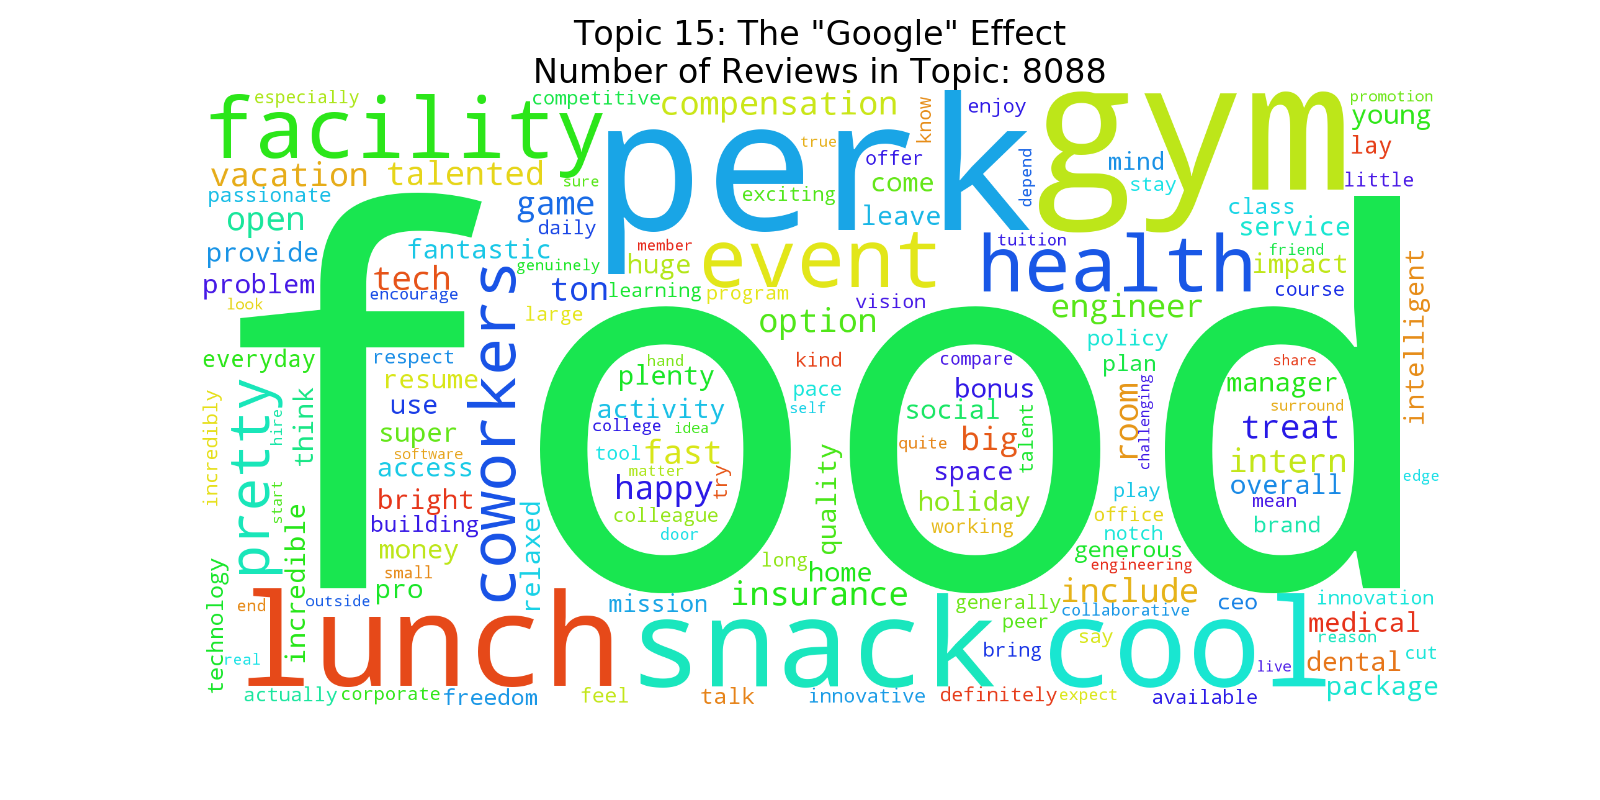 Topic 15: The "Google" Effect
Number of Reviews in Topic: 8088
especially
competitive
compensation
know
enjoy
promotion
facility
perk
gym
young
true
lay
vacation
talented
sure
offer
depend
mind
little
passionate
exciting
come
stay
open
game
leave
class
service
daily
provide
fantastic
member
event
tuition
health
friend
problem
tech
genuinely
huge
impact
intelligent
look
encourage
ton
learning
program
vision
course
large
option
engineer
food
coworkers
policy
everyday
respect
hand
kind
compare
plan
share
resume
plenty
pace
bonus
manager
incredibly
pretty
think
use
activity
self
social
talent
room
challenging
surround
hire
super
college
idea
quite
big
treat
software
tool
fast
access
matter
try
space
intern
edge
bright
happy
quality
holiday
play
overall
start
building
colleague
working
office
mean
relaxed
door
notch
brand
incredible
money
long
generous
technology
small
home
engineering
pro
insurance
include
end
outside
lunch
mission
snack
generally
collaborative
ceo
cool
innovation
peer
medical
say
reason
real
bring
live
dental
cut
package
actually
corporate
freedom
feel
talk
innovative
definitely
expect
available